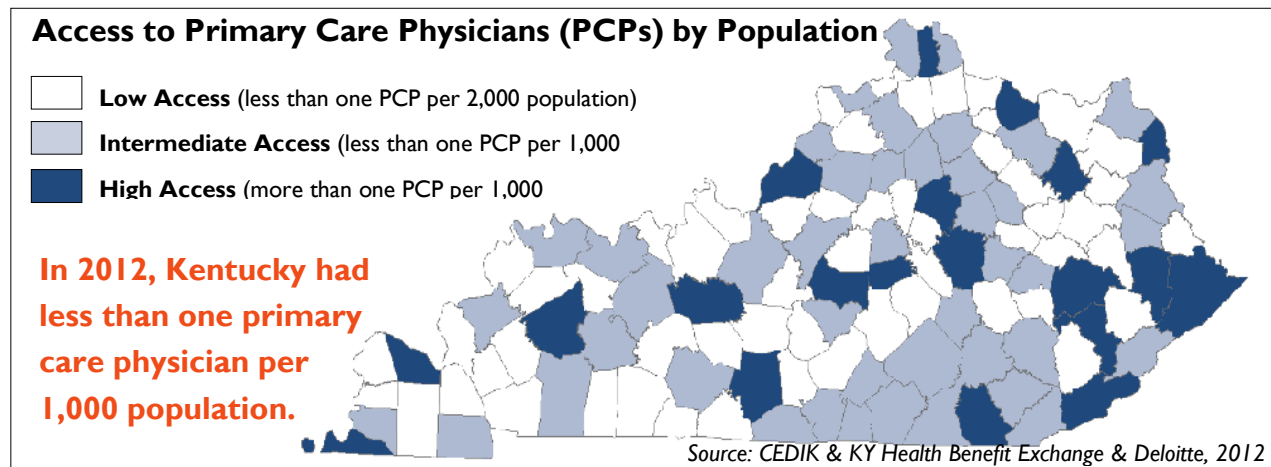 Access to Primary Care Physicians (PCPs) by Population
Low Access (less than one PCP per 2,000 population)
Intermediate Access (less than one PCP per 1,000
High Access (more than one PCP per 1,000
In 2012, Kentucky had
less than one primary
care physician per
1,000 population.
Source: CEDIK & KY Health Benefit Exchange & Deloitte, 2012